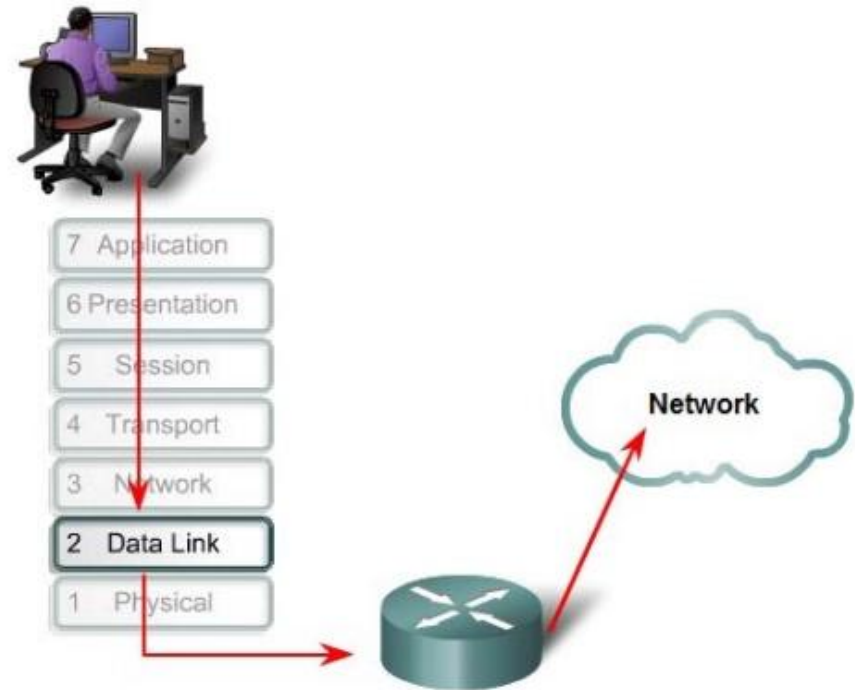 7 Application
6 Presentation
5 Session
4 Transport
3 Network
2 Data Link
1 Physical
Network